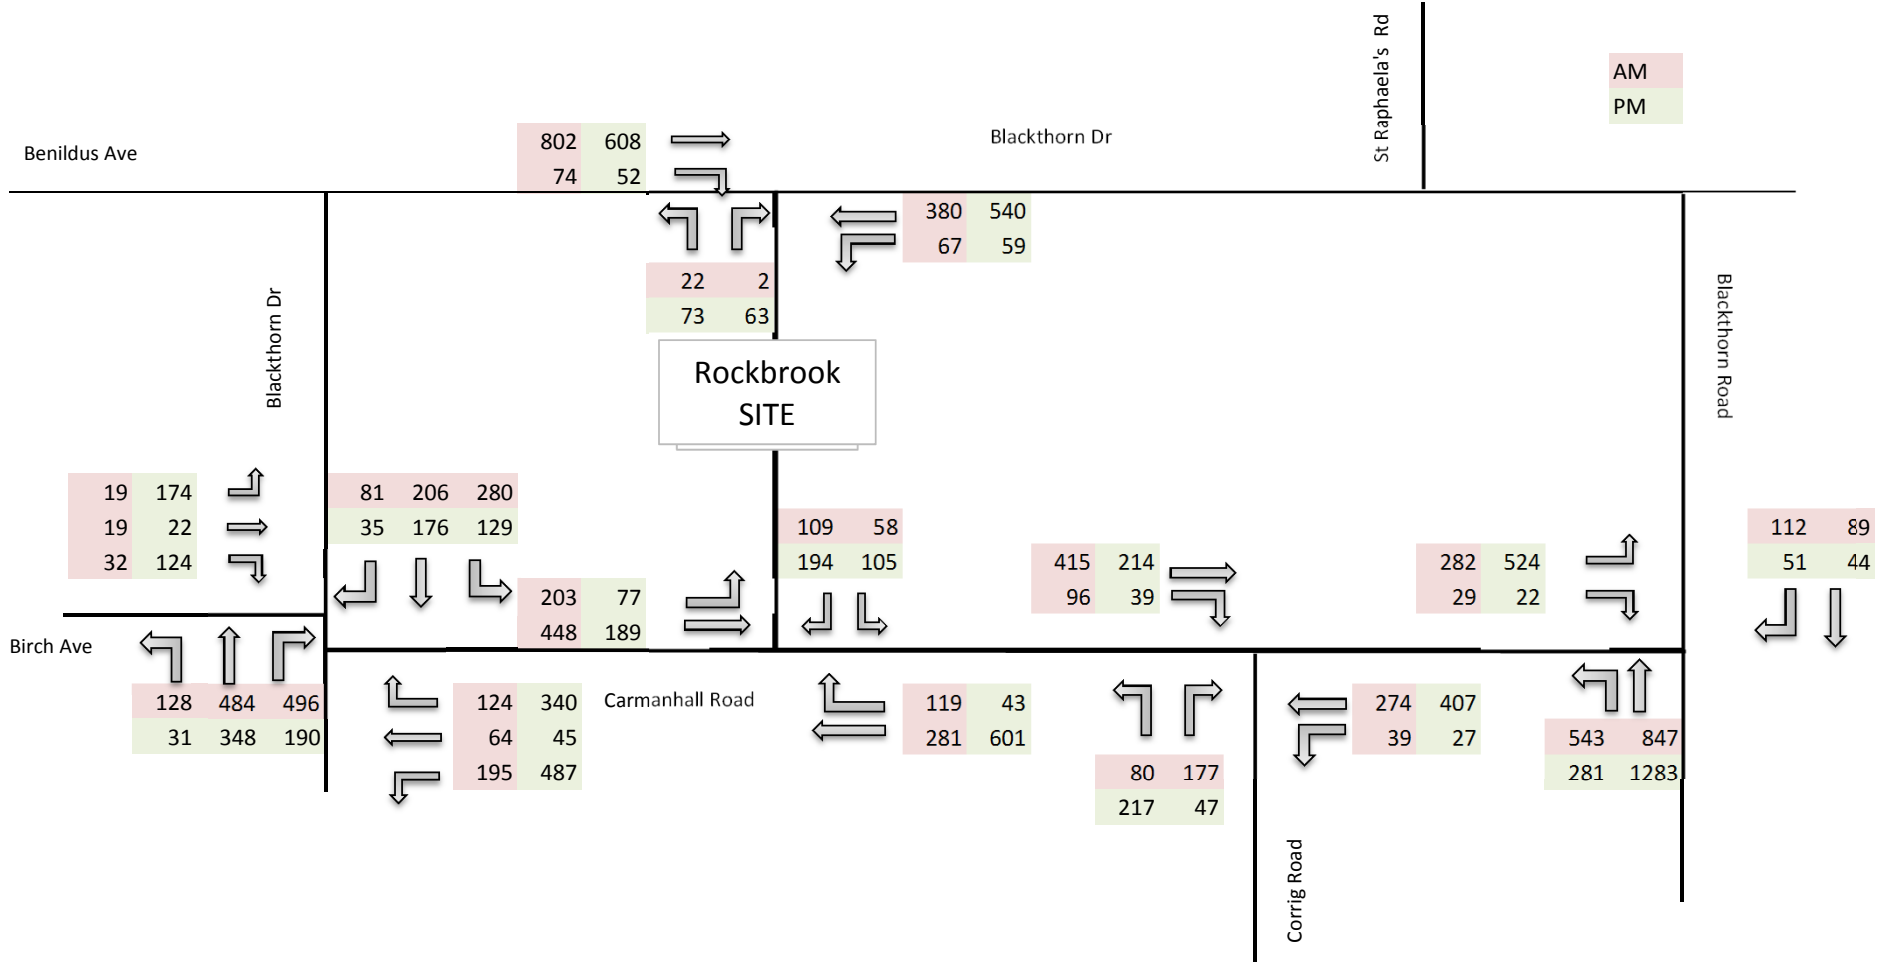 St Raphaela's Rd
AM
PM
802 608
74 52
Blackthorn Dr
Benildus Ave
380 540
67 59
22 2
73 63
Blackthorn Dr
Rockbrook
SITE
Blackthorn Road
19 174
19 22
32 124
81 206 280
35 176 129
203 77
448 189
109 58
194 105
415 214
96 39
282 524
29 22
112 89
51 44
Birch Ave
128 484 496
31 348 190
124 340
64 45
195 487
Carmanhall Road
119 43
281 601
80 177
217 47
274 407
39 27
543 847
281 1283
Corrig Road